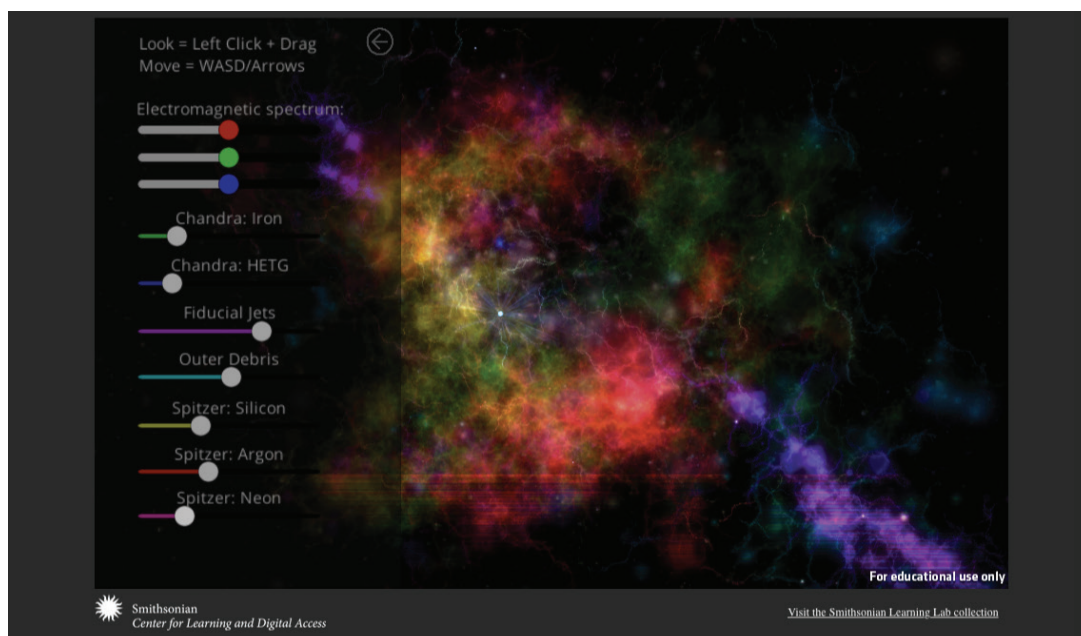 Look = Left Click + Drag
Move = WASD/Arrows
Electromagnetic spectrum:
Chandra: Iron
Chandra: HETG
Fiducial Jets
Outer Debris
Spitzer: Silicon
Spitzer: Argon
Spitzer: Neon
For educational use only
Smithsonian
Center for Learning and Digital Access
Visit the Smithsonian Learning Lab collection